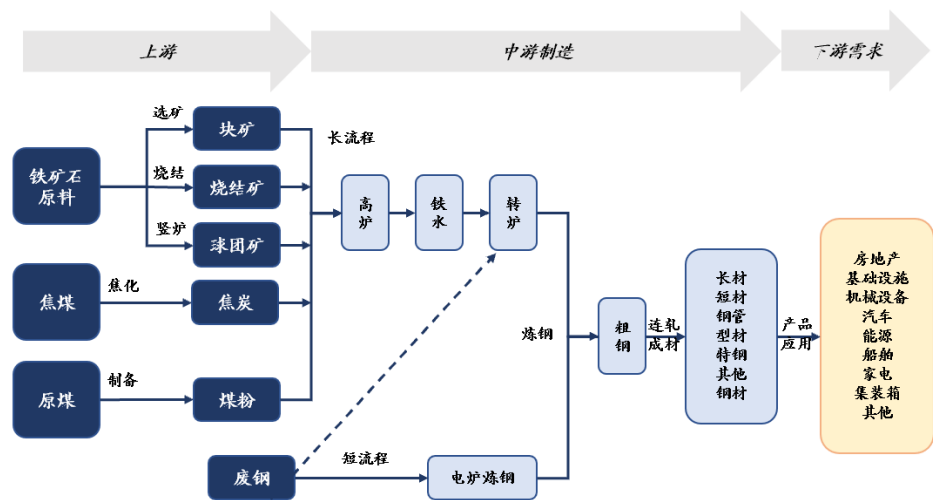 上游
中游制造
下游需求
铁矿石
原料
选矿
块矿
烧结
烧结矿
竖炉
球团矿
焦煤
焦化
焦炭
原煤
制备
煤粉
废钢
长流程
高
炉
铁
水
转
炉
短流程
电炉炼钢
炼钢
粗
钢
连轧
成材
长材
短材
钢管
型材
特钢
其他
钢材
产品
应用
房地产
基础设施
机械设备
汽车
能源
船舶
家电
集装箱
其他